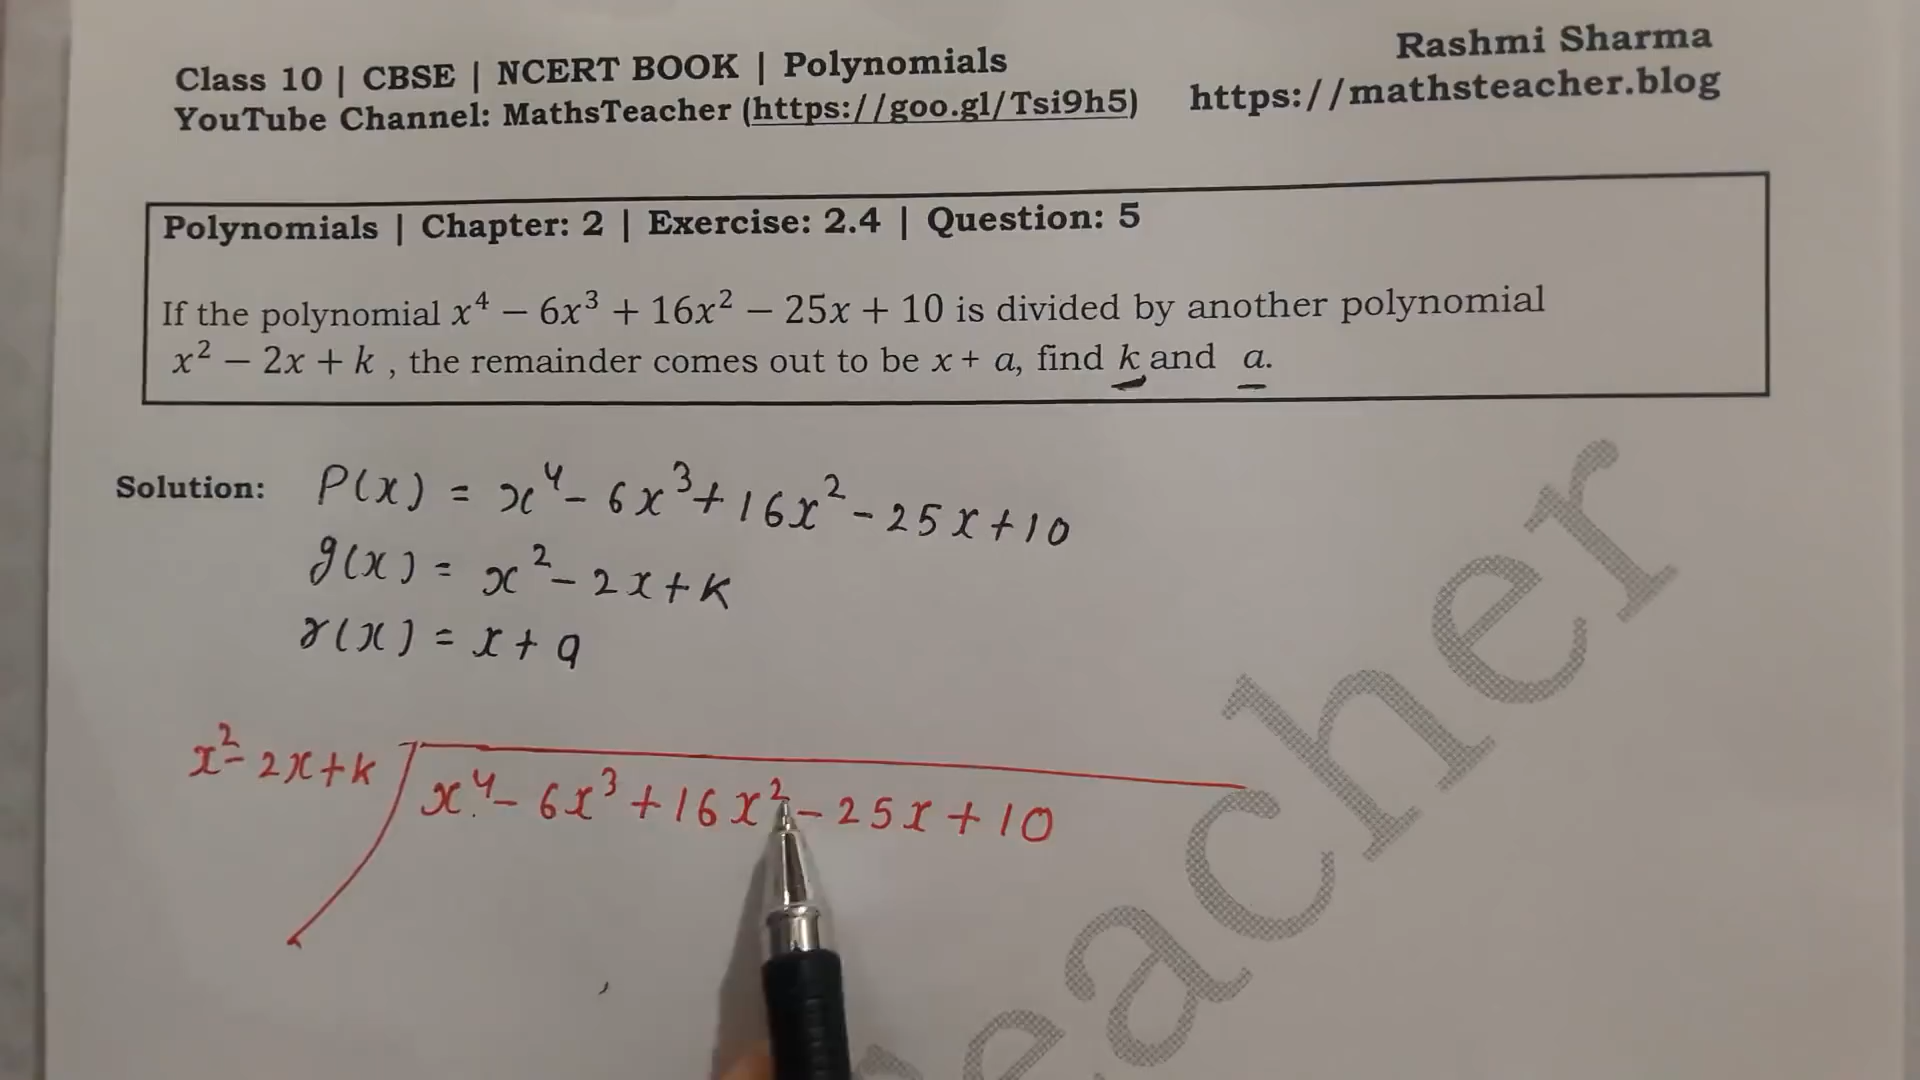 Class 10 | CBSE | NCERT BOOK | Polynomials
Rashmi Sharma
YouTube Channel: MathsTeacher (https://goo.gl/Tsi9h5)
https://mathsteacher.blog
Polynomials | Chapter: 2 | Exercise: 2.4 | Question: 5
If the polynomial x⁴ − 6x³ + 16x² − 25x + 10 is divided by another polynomial
x² − 2x + k , the remainder comes out to be x + a, find k and a.
Solution: P(x) = x⁴ - 6x³ + 16x² - 25x + 10
g(x) = x² - 2x + k
r(x) = x + a
x² - 2x + k
x⁴ - 6x³ + 16x² - 25x + 10
eacher